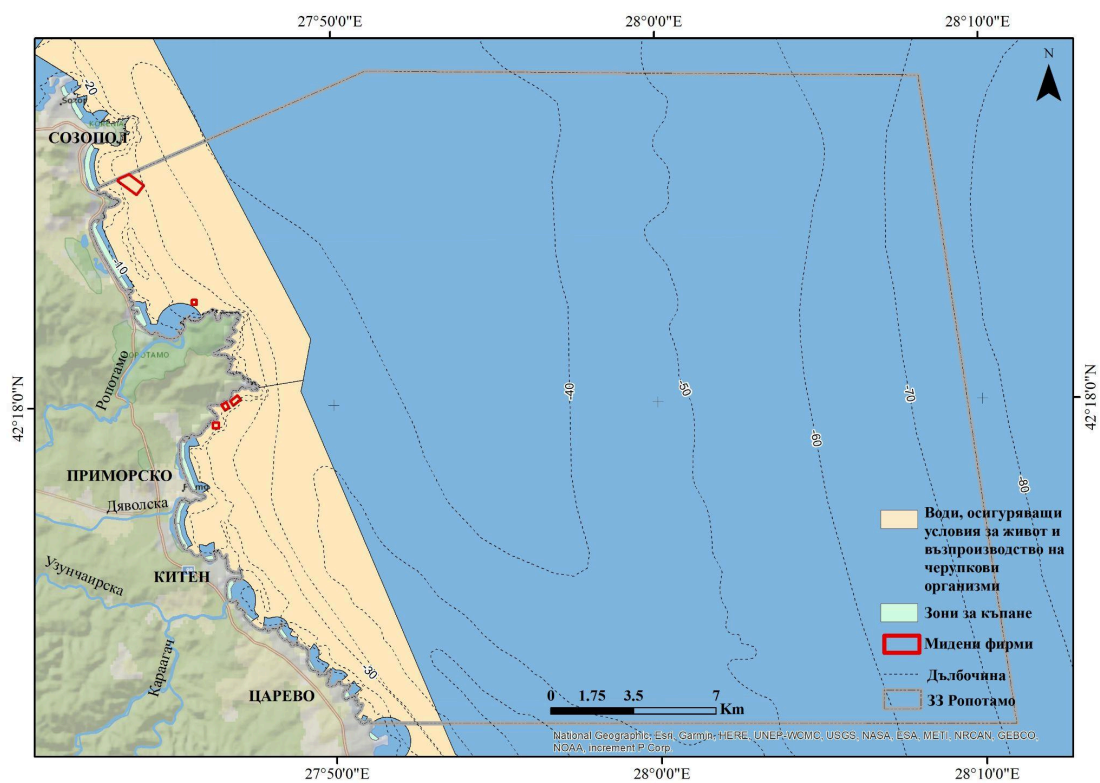 27°50'0"E
28°0'0"E
28°10'0"E
N
-20
СОЗОПОЛ
-10
Ропотамо
42°18'0"N
42°18'0"N
-40
-50
-60
-70
-80
ПРИМОРСКО
Дяволска
Узунчаирска
КИТЕН
Караагач
ЦАРЕВО
-30
Води, осигуряващи
условия за живот и
възпроизводство на
черупкови
организми
Зони за къпане
Мидени фирми
Дълбочина
ЗЗ Ропотамо
0 1.75 3.5 7
Km
National Geographic, Esri, Garmin, HERE, UNEP-WCMC, USGS, NASA, ESA, METI, NRCAN, GEBCO,
NOAA, increment P Corp.
27°50'0"E
28°0'0"E
28°10'0"E